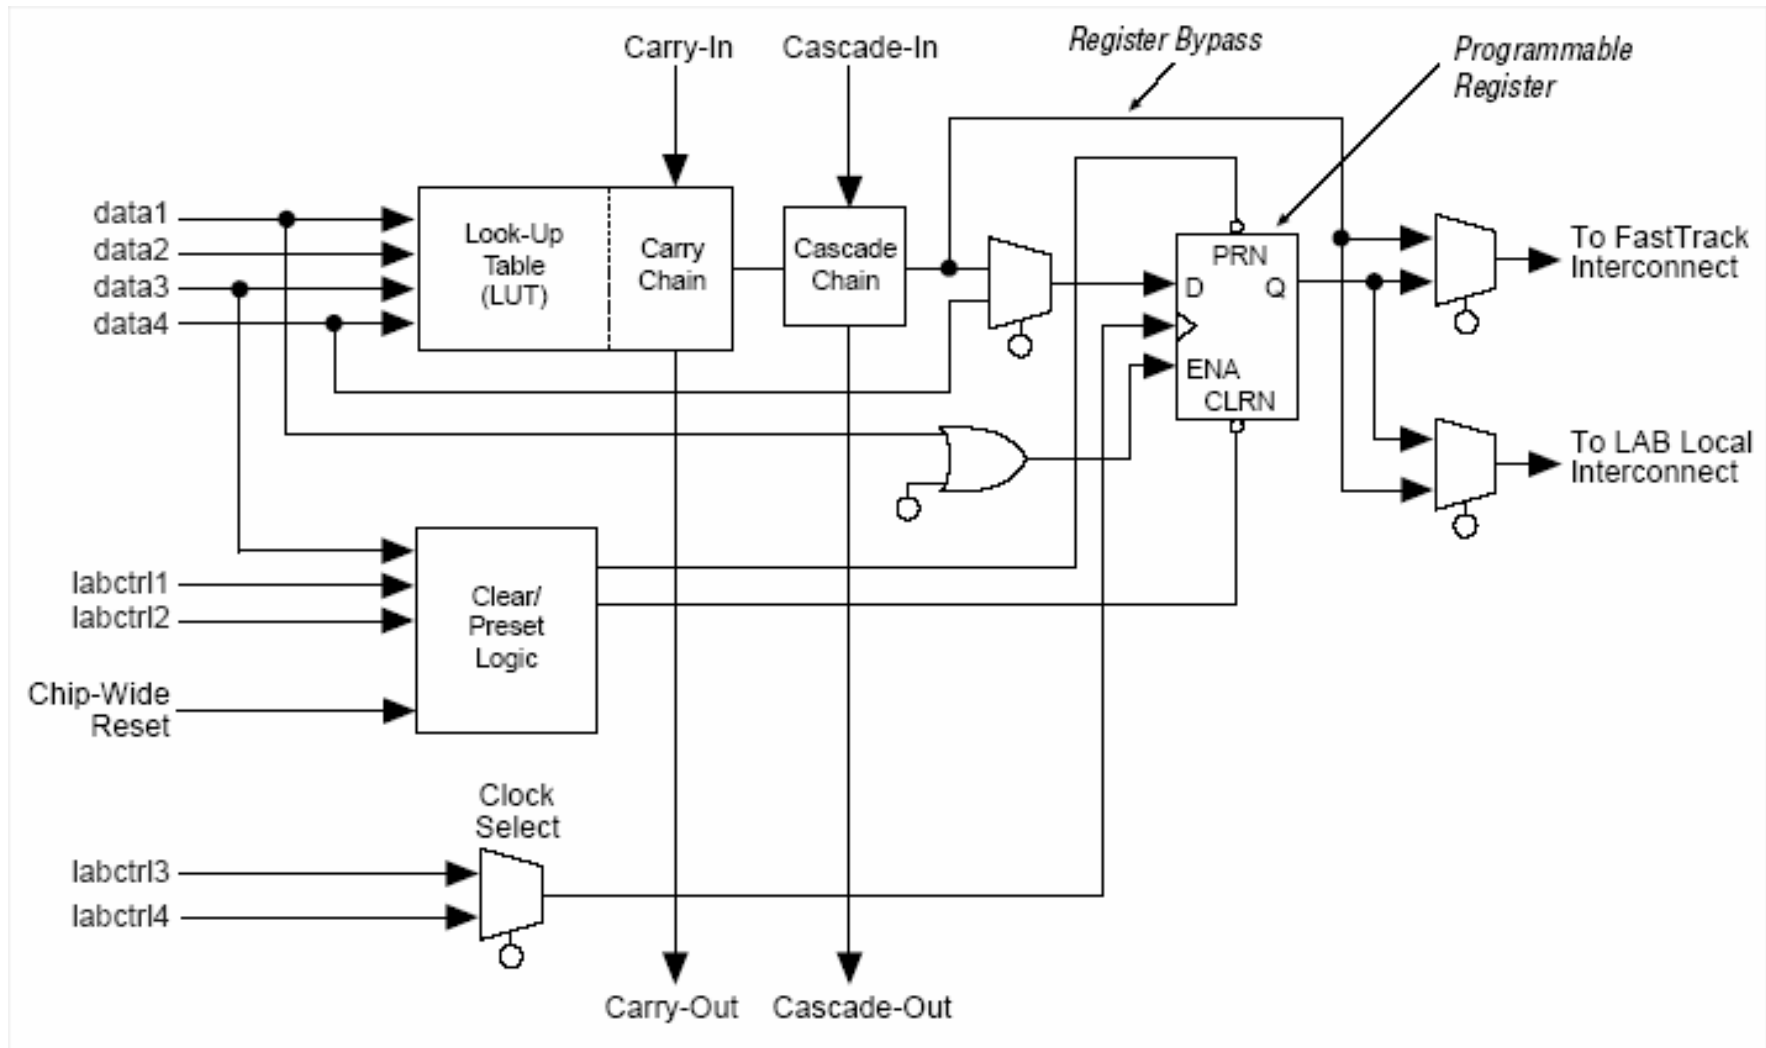 Carry-In
Cascade-In
Register Bypass
Programmable
Register
data1
data2
data3
data4
Look-Up
Table
(LUT)
Carry
Chain
Cascade
Chain
PRN
D
Q
ENA
CLRN
To FastTrack
Interconnect
To LAB Local
Interconnect
labctrl1
labctrl2
Chip-Wide
Reset
Clear/
Preset
Logic
Clock
Select
labctrl3
labctrl4
Carry-Out
Cascade-Out